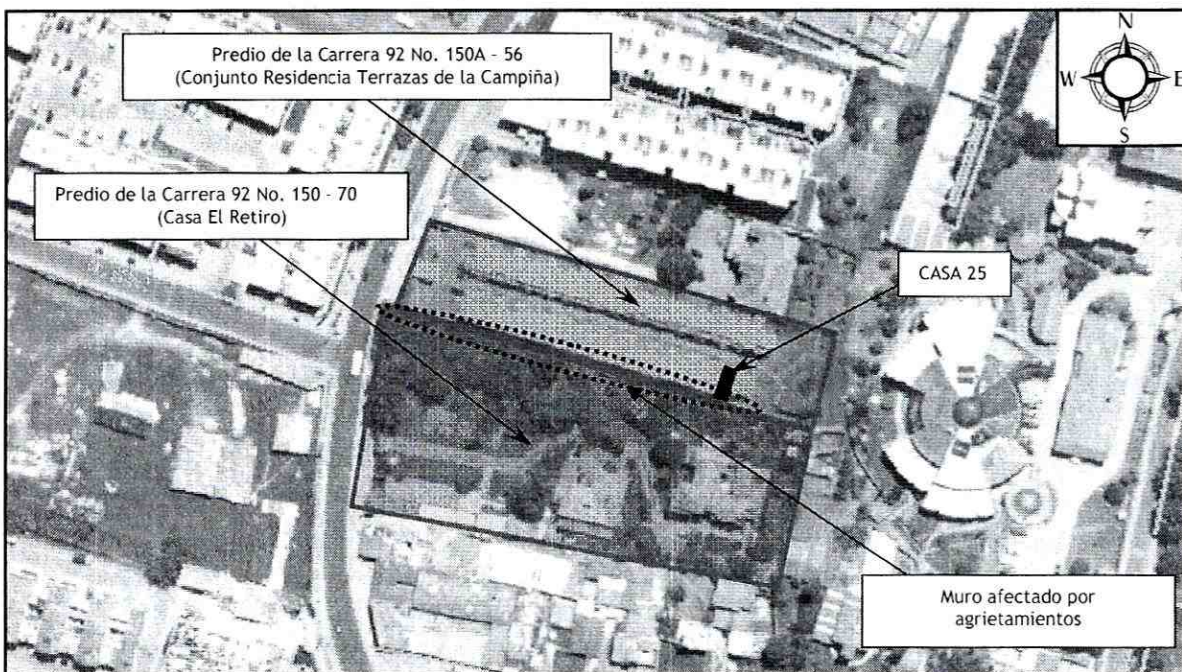 Predio de la Carrera 92 No. 150A - 56
(Conjunto Residencia Terrazas de la Campiña)
N
W
E
S
Predio de la Carrera 92 No. 150 - 70
(Casa El Retiro)
CASA 25
Muro afectado por
agrietamientos